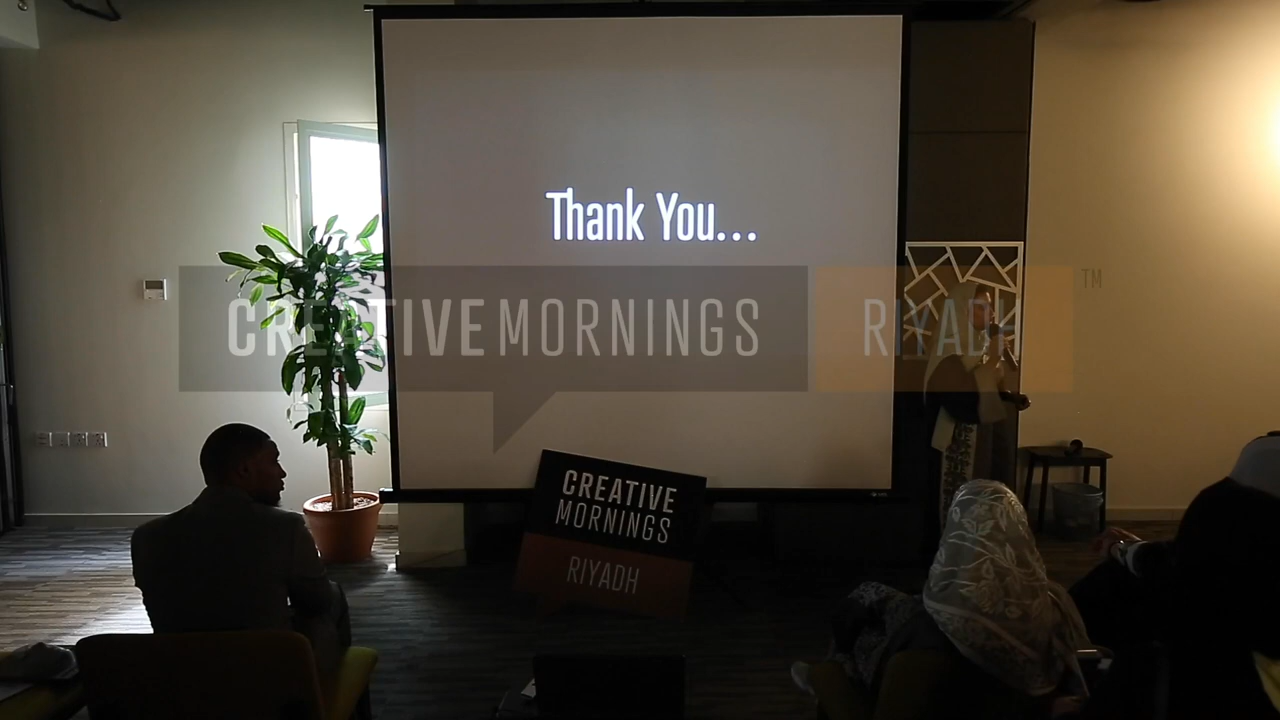 Thank You...
CREATIVEMORNINGS RIYADH ™
CREATIVE
MORNINGS
RIYADH